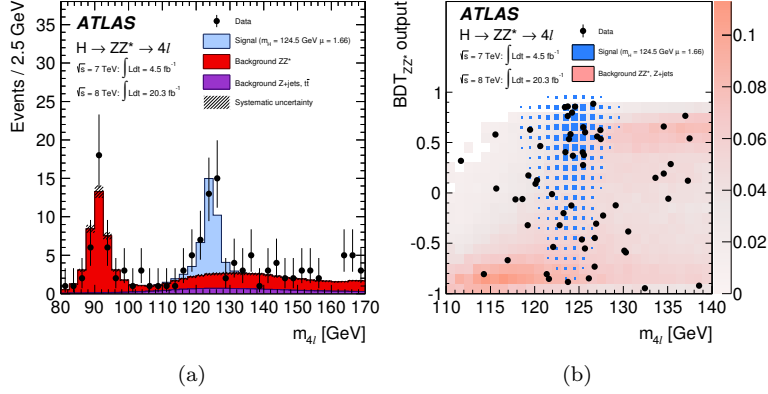 ATLAS
H → ZZ* → 4l
√s = 7 TeV: ∫Ldt = 4.5 fb⁻¹
√s = 8 TeV: ∫Ldt = 20.3 fb⁻¹
Data
Signal (m_H = 124.5 GeV μ = 1.66)
Background ZZ*
Background Z+jets, tt̄
Systematic uncertainty
Events / 2.5 GeV
35
30
25
20
15
10
5
0
80 90 100 110 120 130 140 150 160 170
m_4l [GeV]
(a)
ATLAS
H → ZZ* → 4l
√s = 7 TeV: ∫Ldt = 4.5 fb⁻¹
√s = 8 TeV: ∫Ldt = 20.3 fb⁻¹
Data
Signal (m_H = 124.5 GeV μ = 1.66)
Background ZZ*, Z+jets
BDT_ZZ* output
1
0.5
0
-0.5
-1
110 115 120 125 130 135 140
m_4l [GeV]
0.1
0.08
0.06
0.04
0.02
0
(b)